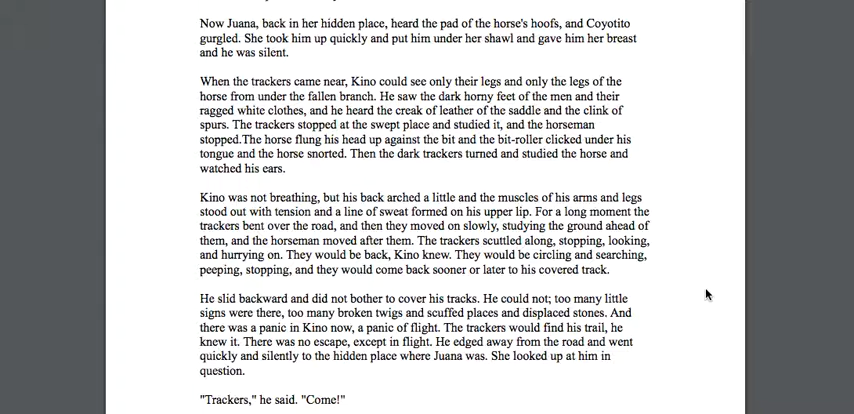 Now Juana, back in her hidden place, heard the pad of the horse's hoofs, and Coyotito
gurgled. She took him up quickly and put him under her shawl and gave him her breast
and he was silent.
When the trackers came near, Kino could see only their legs and only the legs of the
horse from under the fallen branch. He saw the dark horny feet of the men and their
ragged white clothes, and he heard the creak of leather of the saddle and the clink of
spurs. The trackers stopped at the swept place and studied it, and the horseman
stopped.The horse flung his head up against the bit and the bit-roller clicked under his
tongue and the horse snorted. Then the dark trackers turned and studied the horse and
watched his ears.
Kino was not breathing, but his back arched a little and the muscles of his arms and legs
stood out with tension and a line of sweat formed on his upper lip. For a long moment the
trackers bent over the road, and then they moved on slowly, studying the ground ahead of
them, and the horseman moved after them. The trackers scuttled along, stopping, looking,
and hurrying on. They would be back, Kino knew. They would be circling and searching,
peeping, stopping, and they would come back sooner or later to his covered track.
He slid backward and did not bother to cover his tracks. He could not; too many little
signs were there, too many broken twigs and scuffed places and displaced stones. And
there was a panic in Kino now, a panic of flight. The trackers would find his trail, he
knew it. There was no escape, except in flight. He edged away from the road and went
quickly and silently to the hidden place where Juana was. She looked up at him in
question.
"Trackers," he said. "Come!"